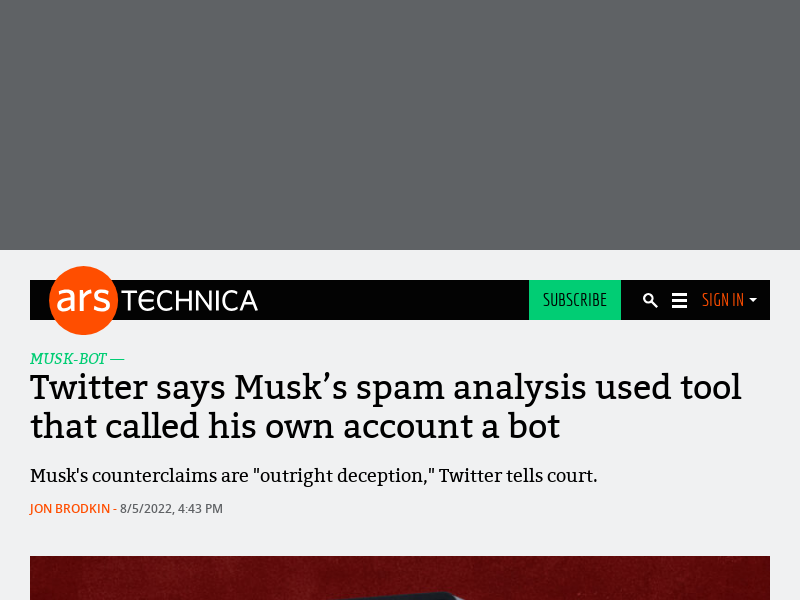 ars TECHNICA
SUBSCRIBE
SIGN IN
MUSK-BOT —
Twitter says Musk’s spam analysis used tool
that called his own account a bot
Musk's counterclaims are "outright deception," Twitter tells court.
JON BRODKIN - 8/5/2022, 4:43 PM